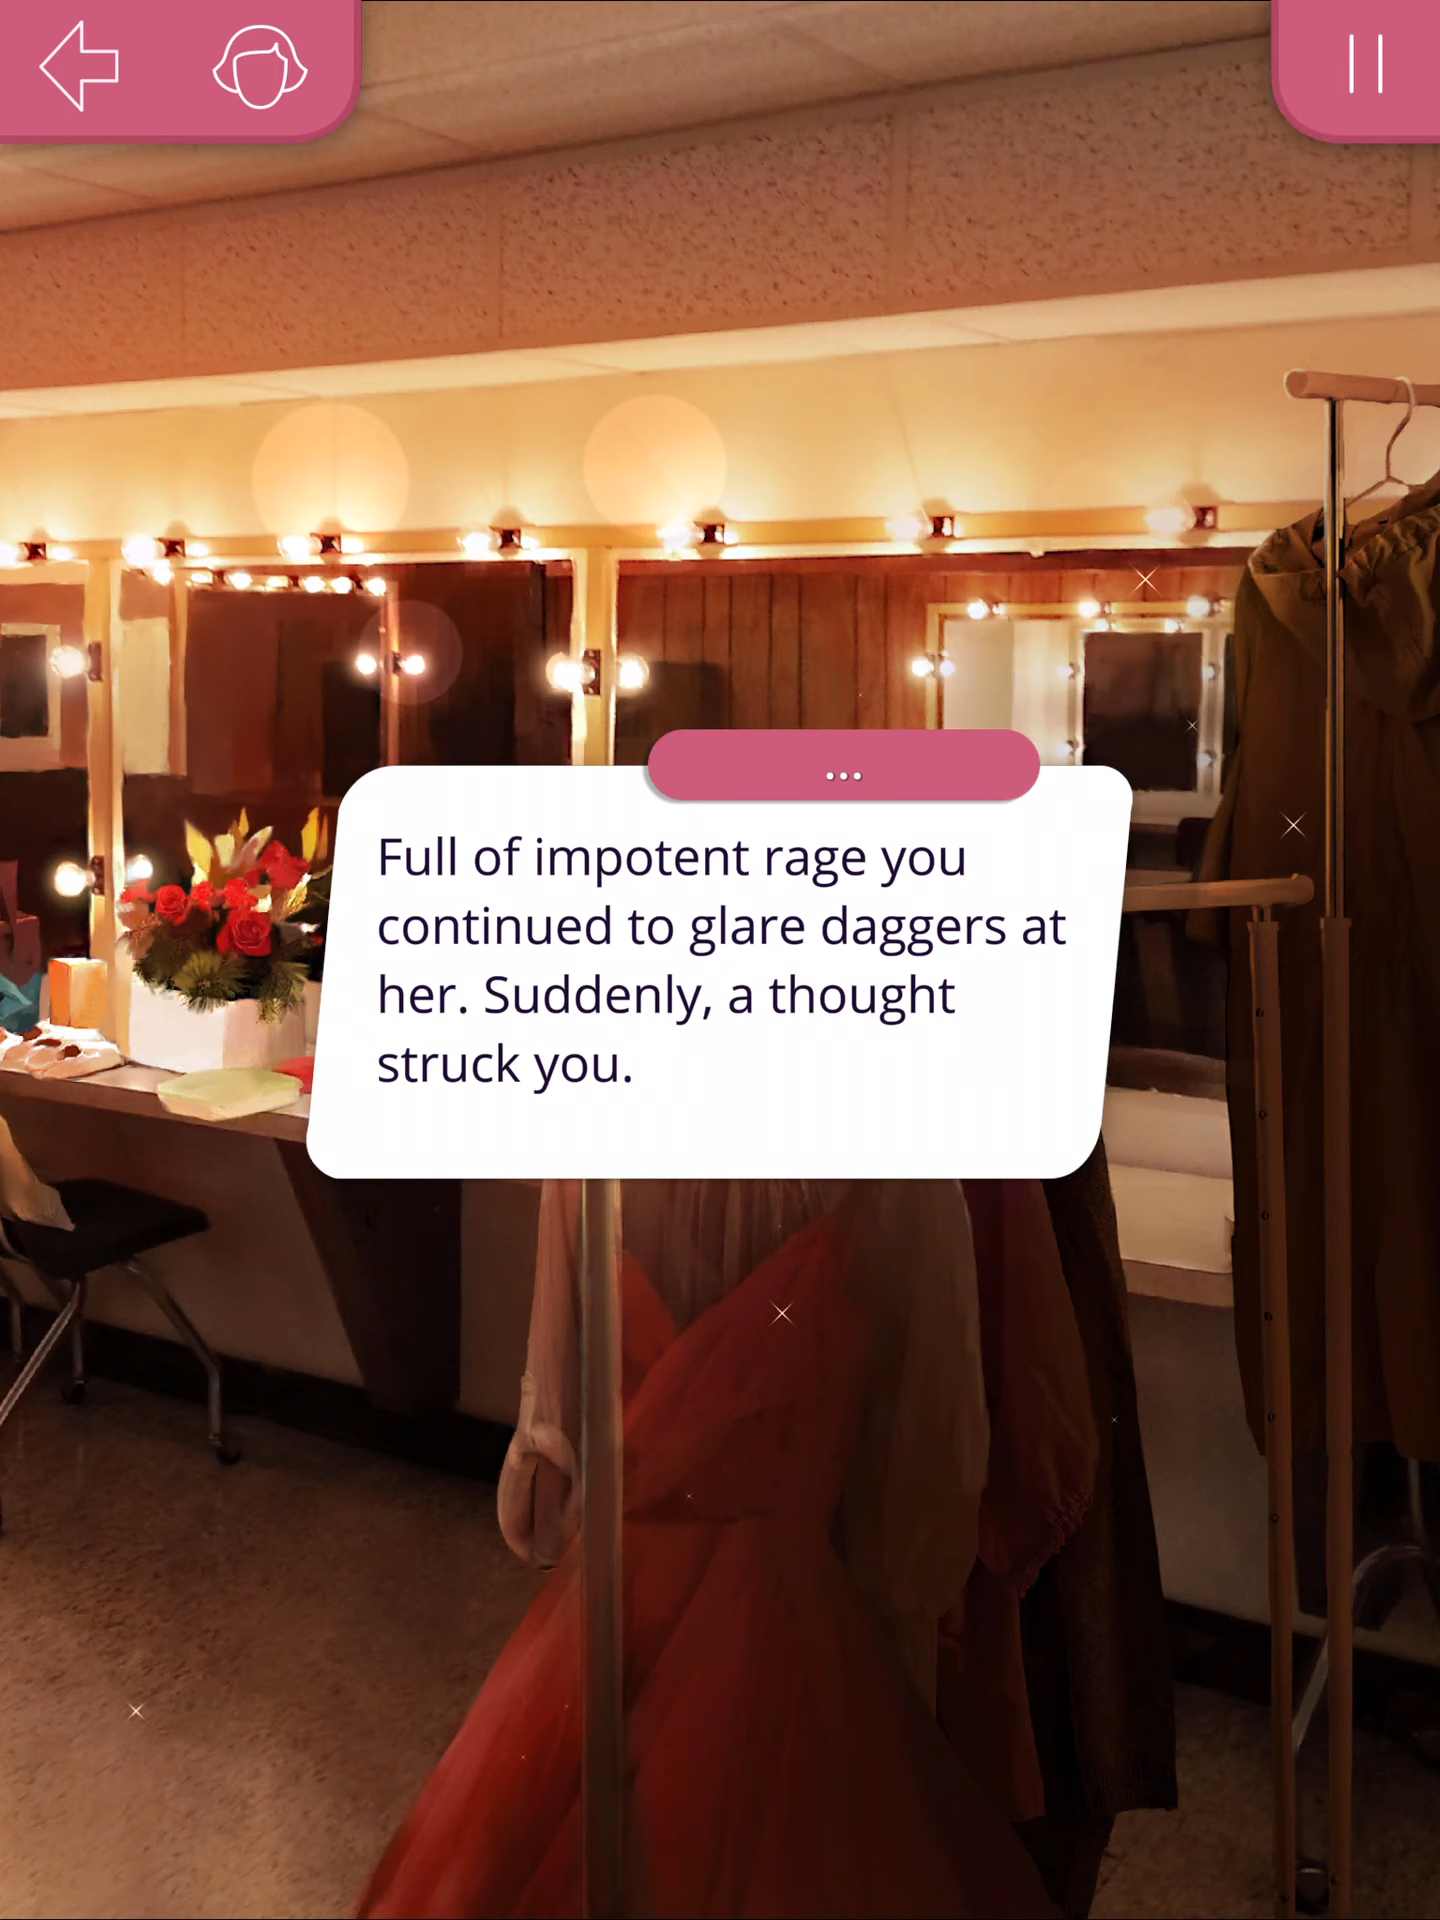 ...
Full of impotent rage you
continued to glare daggers at
her. Suddenly, a thought
struck you.